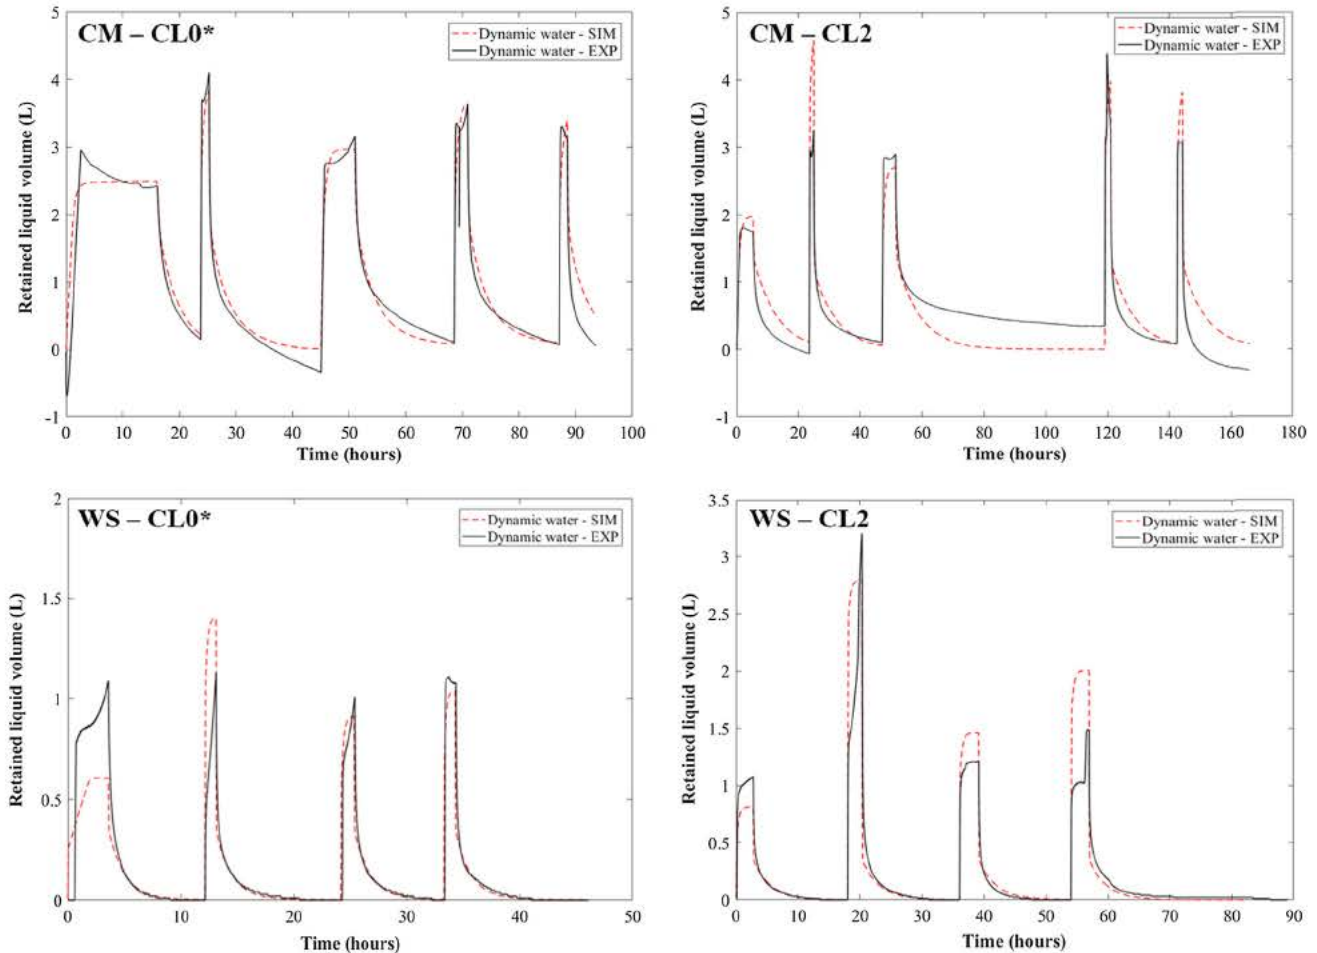 CM – CL0*
Dynamic water - SIM
Dynamic water - EXP
Retained liquid volume (L)
5
4
3
2
1
0
-1
0 10 20 30 40 50 60 70 80 90 100
Time (hours)
CM – CL2
Dynamic water - SIM
Dynamic water - EXP
Retained liquid volume (L)
5
4
3
2
1
0
-1
0 20 40 60 80 100 120 140 160 180
Time (hours)
WS – CL0*
Dynamic water - SIM
Dynamic water - EXP
Retained liquid volume (L)
2
1.5
1
0.5
0
0 10 20 30 40 50
Time (hours)
WS – CL2
Dynamic water - SIM
Dynamic water - EXP
Retained liquid volume (L)
3.5
3
2.5
2
1.5
1
0.5
0
0 10 20 30 40 50 60 70 80 90
Time (hours)